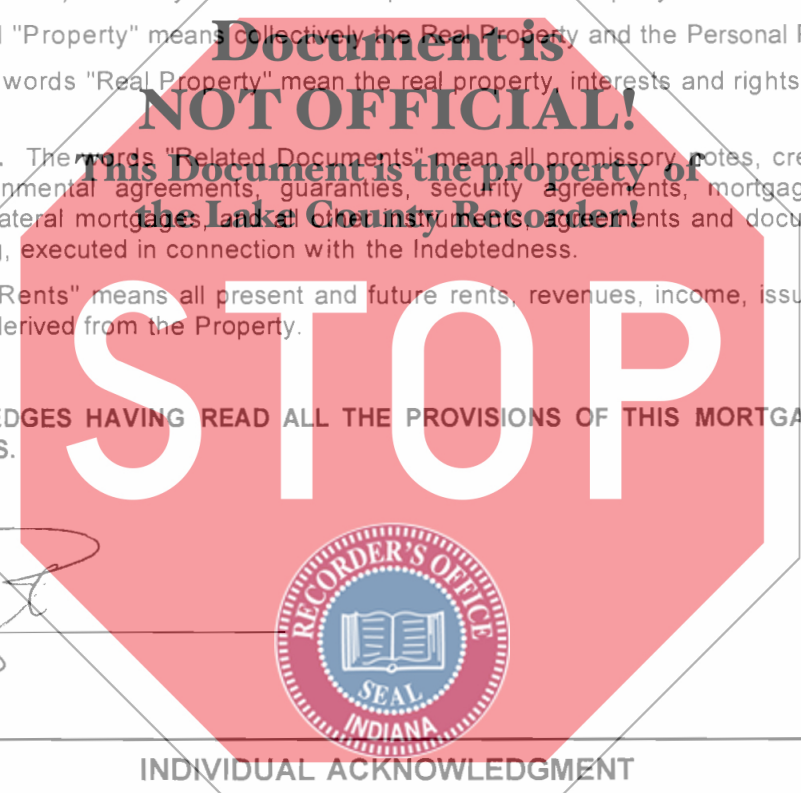 "Property" means collectively the Real Property and the Personal
Document is
words "Real Property" mean the real property, interests and rights
NOT OFFICIAL!
. The words "Related Documents" mean all promissory notes, cre
This Document is the property of
nmental agreements, guaranties, security agreements, mortgag
ateral mortgages, and all other instruments, agreements and docu
the Lake County Recorder!
, executed in connection with the Indebtedness.
Rents" means all present and future rents, revenues, income, issu
derived from the Property.
STOP
EDGES HAVING READ ALL THE PROVISIONS OF THIS MORTGA
S.
RECORDER'S OFFICE
SEAL
INDIANA
INDIVIDUAL ACKNOWLEDGMENT